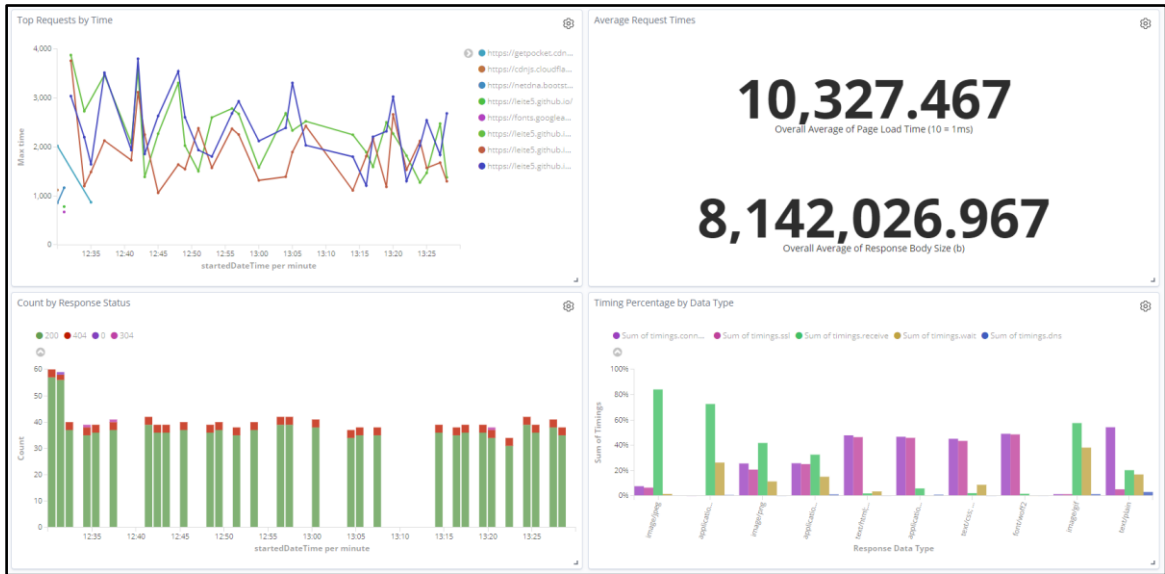 Top Requests by Time
4,000
3,000
2,000
1,000
0
Max time
12:35 12:40 12:45 12:50 12:55 13:00 13:05 13:10 13:15 13:20 13:25
startedDateTime per minute
https://getpocket.cdn...
https://cdnjs.cloudfla...
https://netdna.bootst...
https://leite5.github.io/
https://fonts.googlea...
https://leite5.github.i...
https://leite5.github.i...
https://leite5.github.i...
Average Request Times
10,327.467
Overall Average of Page Load Time (10 = 1ms)
8,142,026.967
Overall Average of Response Body Size (b)
Count by Response Status
200 404 0 304
60
50
40
30
20
10
0
Count
12:35 12:40 12:45 12:50 12:55 13:00 13:05 13:10 13:15 13:20 13:25
startedDateTime per minute
Timing Percentage by Data Type
Sum of timings.conn... Sum of timings.ssl Sum of timings.receive Sum of timings.wait Sum of timings.dns
100%
80%
60%
40%
20%
0%
Sum of Timings
image/jpeg
applicatio...
image/png
applicatio...
text/html;...
applicatio...
text/css;...
font/woff2
image/gif
text/plain
Response Data Type